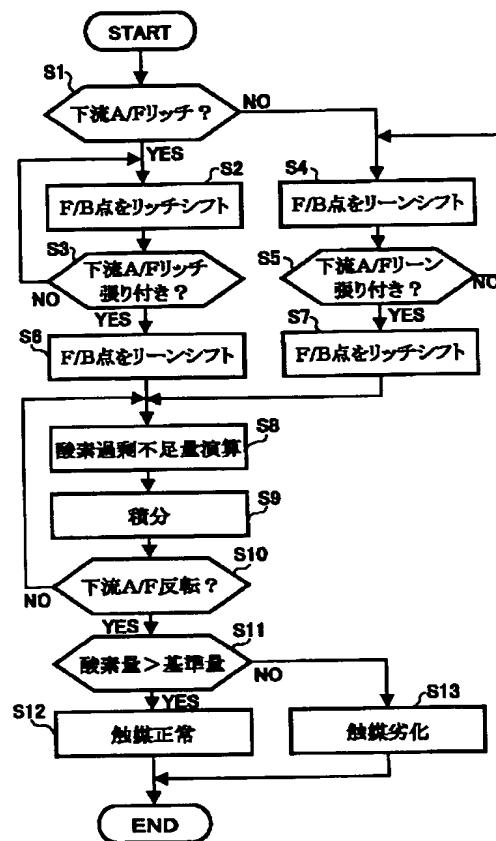 START
S1
下流A/Fリッチ？
NO
YES
S2
F/B点をリッチシフト
S4
F/B点をリーンシフト
S3
下流A/Fリッチ
張り付き？
NO
YES
S5
下流A/Fリーン
張り付き？
NO
YES
S6
F/B点をリーンシフト
S7
F/B点をリッチシフト
S8
酸素過剰不足量演算
S9
積分
S10
下流A/F反転？
NO
YES
S11
酸素量＞基準量
NO
YES
S12
触媒正常
S13
触媒劣化
END